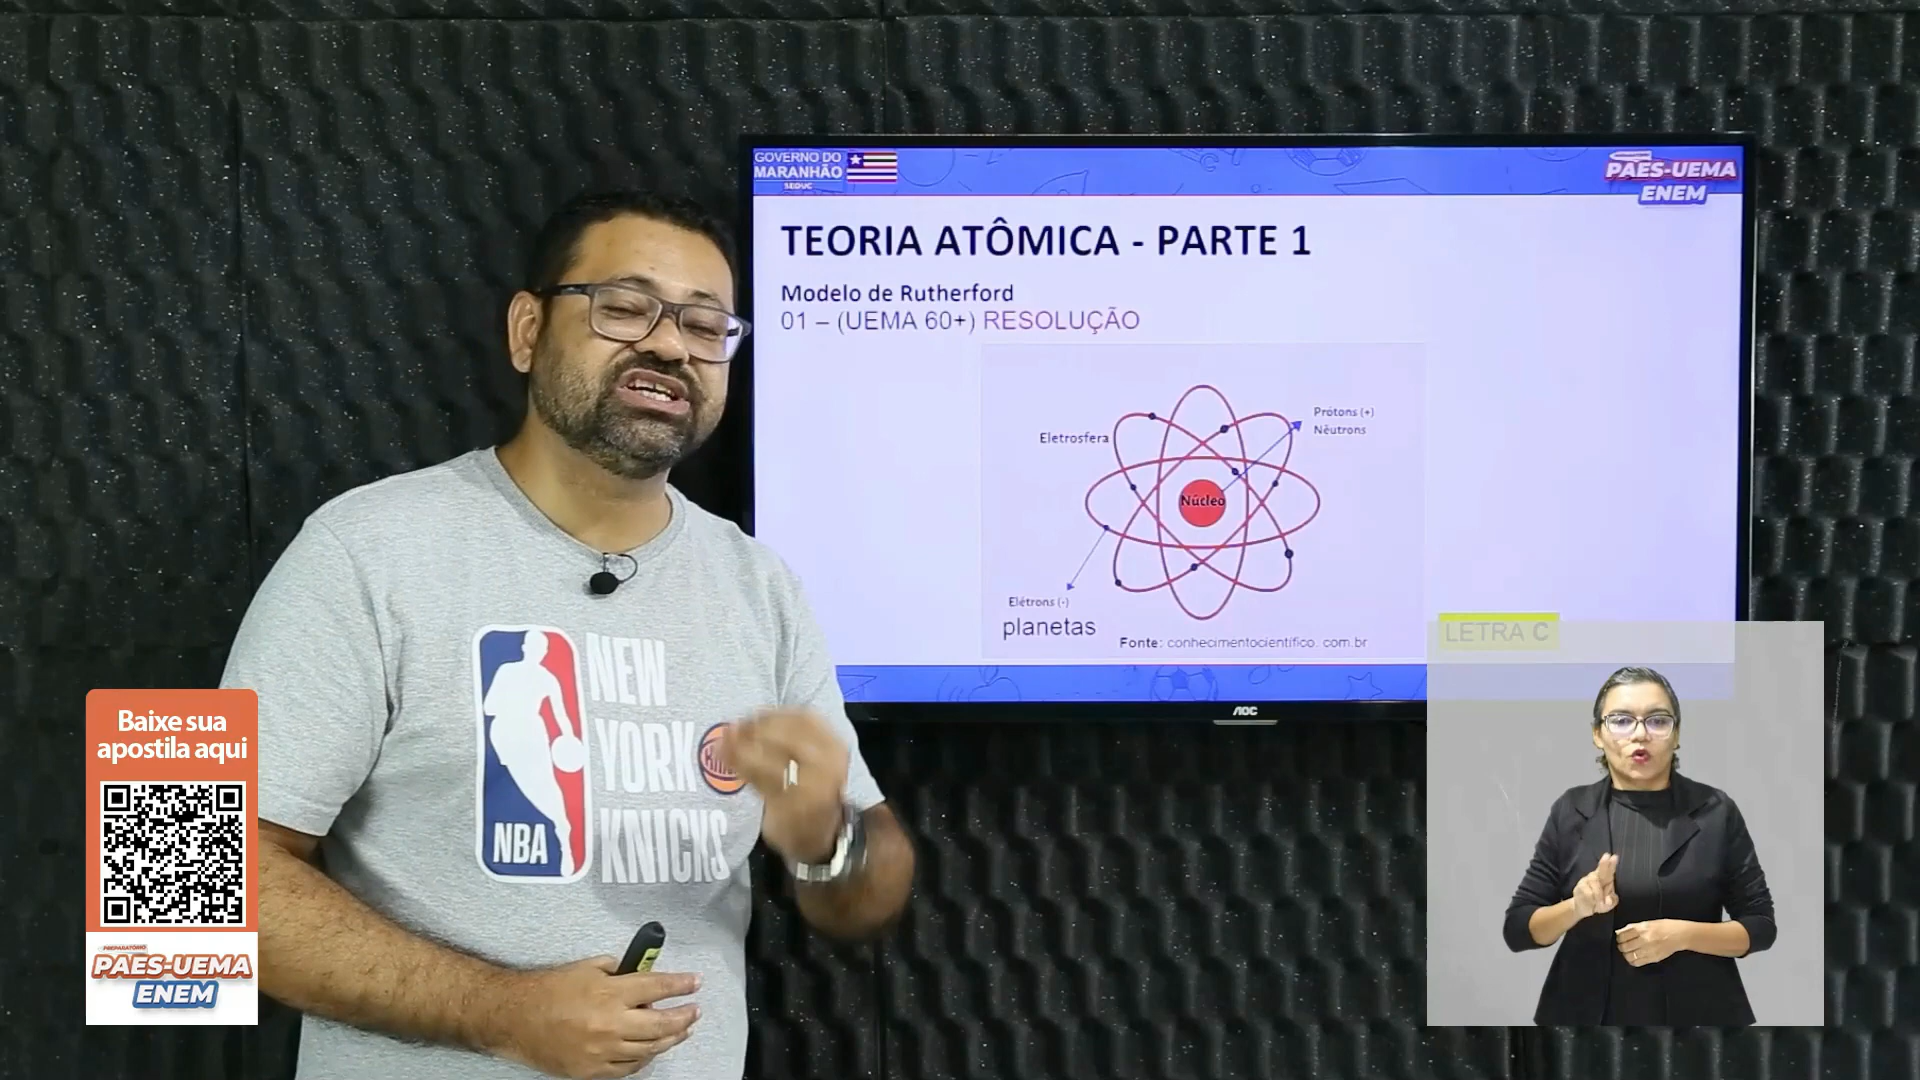 GOVERNO DO
MARANHÃO
SEDUC
PAES-UEMA
ENEM
TEORIA ATÔMICA - PARTE 1
Modelo de Rutherford
01 – (UEMA 60+) RESOLUÇÃO
Eletrosfera
Prótons (+)
Nêutrons
Núcleo
Elétrons (-)
planetas
Fonte: conhecimentocientífico. com.br
LETRA C
AOC
NEW
YORK
KNICKS
NBA
Baixe sua
apostila aqui
PREPARATÓRIO
PAES-UEMA
ENEM